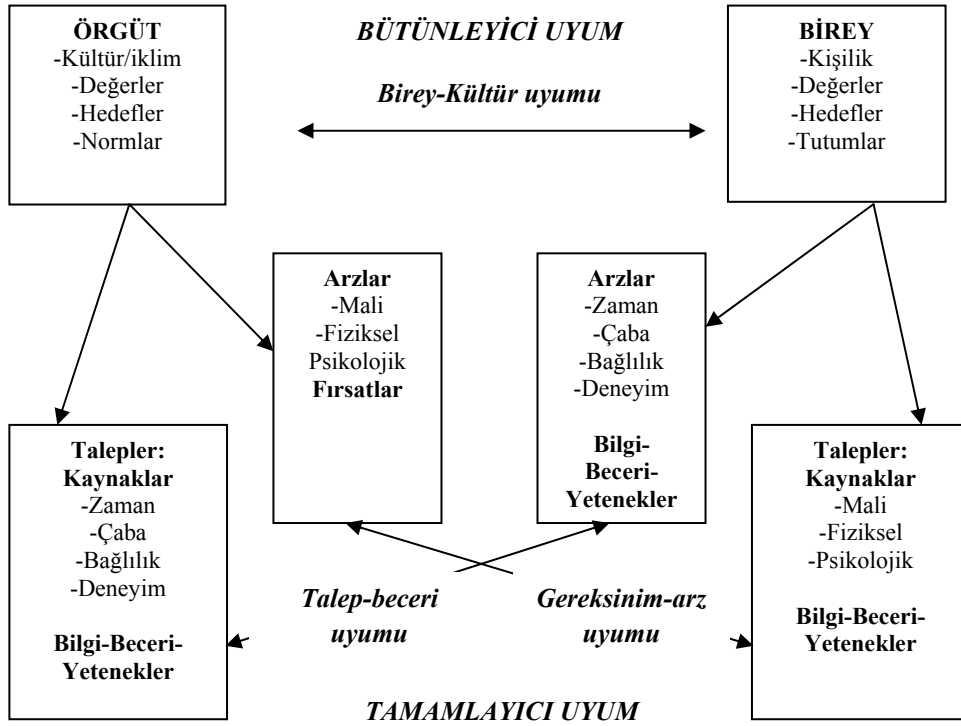 ÖRGÜT
-Kültür/iklim
-Değerler
-Hedefler
-Normlar
BÜTÜNLEYİCİ UYUM
Birey-Kültür uyumu
BİREY
-Kişilik
-Değerler
-Hedefler
-Tutumlar
Arzlar
-Mali
-Fiziksel
Psikolojik
Fırsatlar
Arzlar
-Zaman
-Çaba
-Bağlılık
-Deneyim
Bilgi-
Beceri-
Yetenekler
Talepler:
Kaynaklar
-Zaman
-Çaba
-Bağlılık
-Deneyim
Bilgi-Beceri-
Yetenekler
Talep-beceri
uyumu
Gereksinim-arz
uyumu
Talepler:
Kaynaklar
-Mali
-Fiziksel
-Psikolojik
Bilgi-Beceri-
Yetenekler
TAMAMLAYICI UYUM